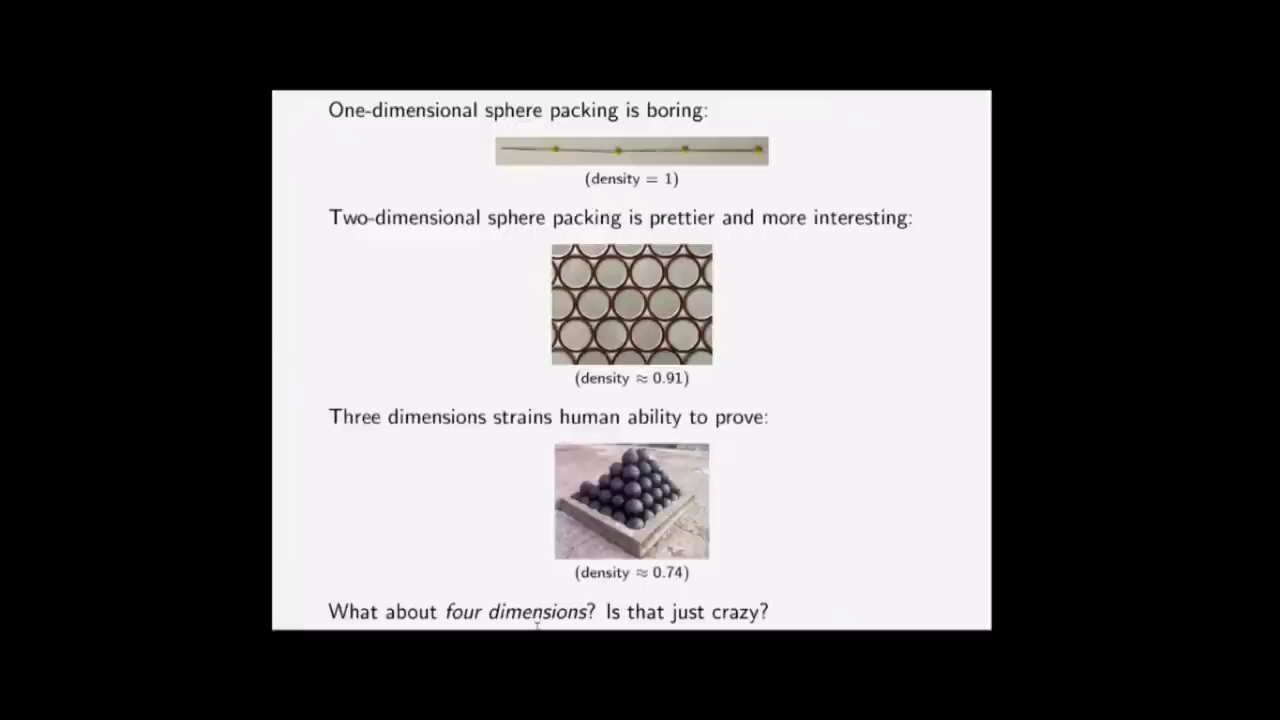 One-dimensional sphere packing is boring:
(density = 1)
Two-dimensional sphere packing is prettier and more interesting:
(density ≈ 0.91)
Three dimensions strains human ability to prove:
(density ≈ 0.74)
What about four dimensions? Is that just crazy?